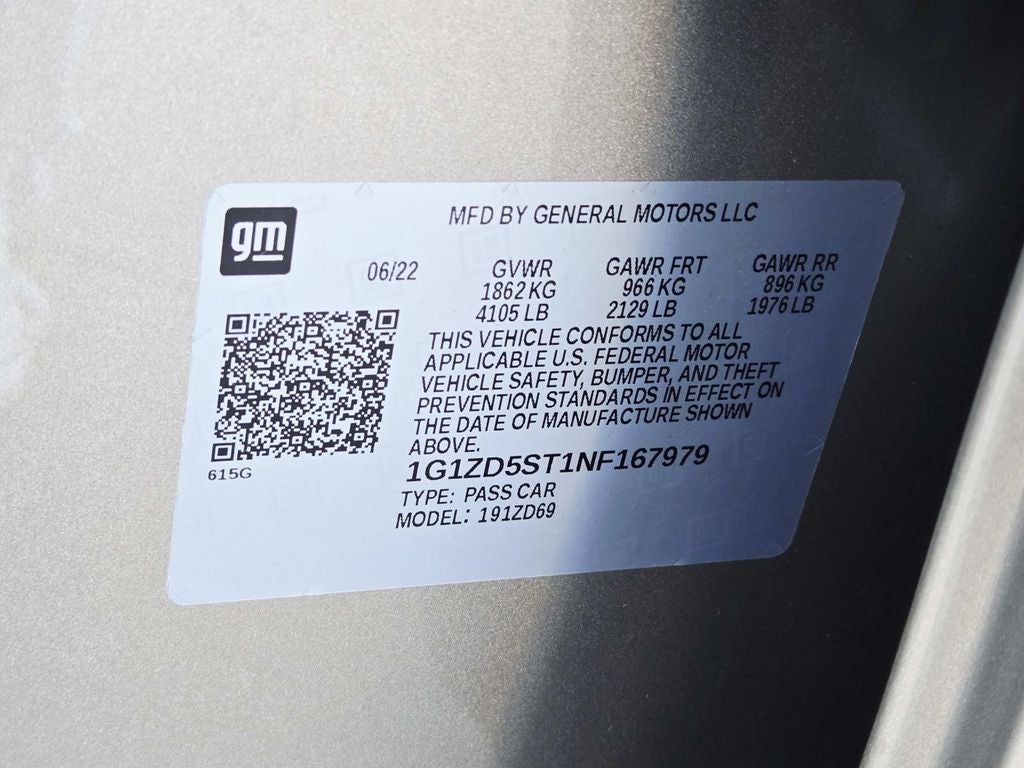 gm
MFD BY GENERAL MOTORS LLC
06/22 GVWR GAWR FRT GAWR RR
1862 KG 966 KG 896 KG
4105 LB 2129 LB 1976 LB
THIS VEHICLE CONFORMS TO ALL
APPLICABLE U.S. FEDERAL MOTOR
VEHICLE SAFETY, BUMPER, AND THEFT
PREVENTION STANDARDS IN EFFECT ON
THE DATE OF MANUFACTURE SHOWN
ABOVE.
1G1ZD5ST1NF167979
615G
TYPE: PASS CAR
MODEL: 191ZD69